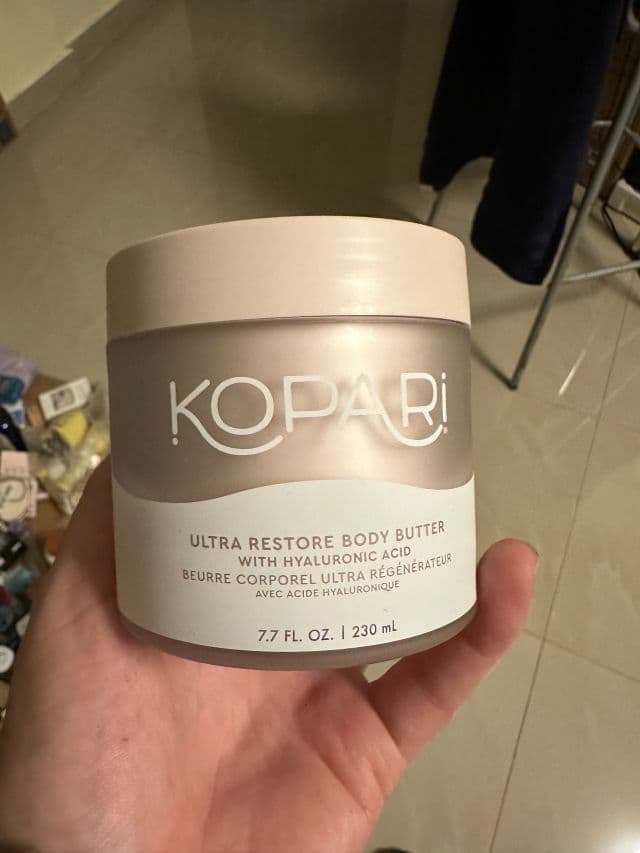 KOPARi
ULTRA RESTORE BODY BUTTER
WITH HYALURONIC ACID
BEURRE CORPOREL ULTRA RÉGÉNÉRATEUR
AVEC ACIDE HYALURONIQUE
7.7 FL. OZ. | 230 mL